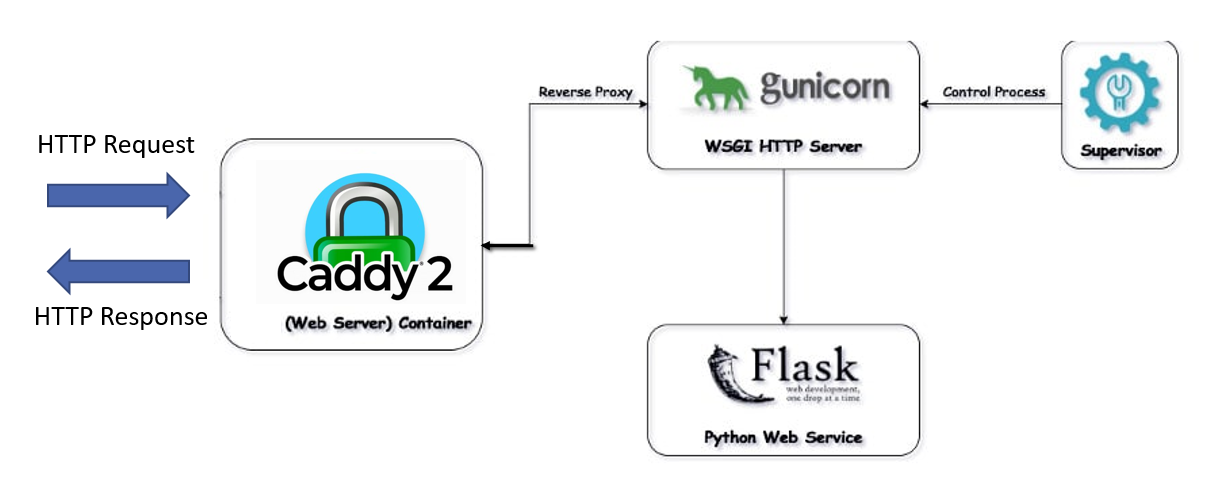 HTTP Request
HTTP Response
Caddy 2
(Web Server) Container
Reverse Proxy
gunicorn
WSGI HTTP Server
Control Process
Supervisor
Flask
web development,
one drop at a time
Python Web Service